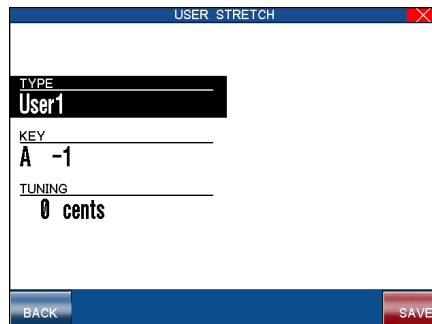 USER STRETCH
TYPE
User1
KEY
A -1
TUNING
0 cents
BACK
SAVE